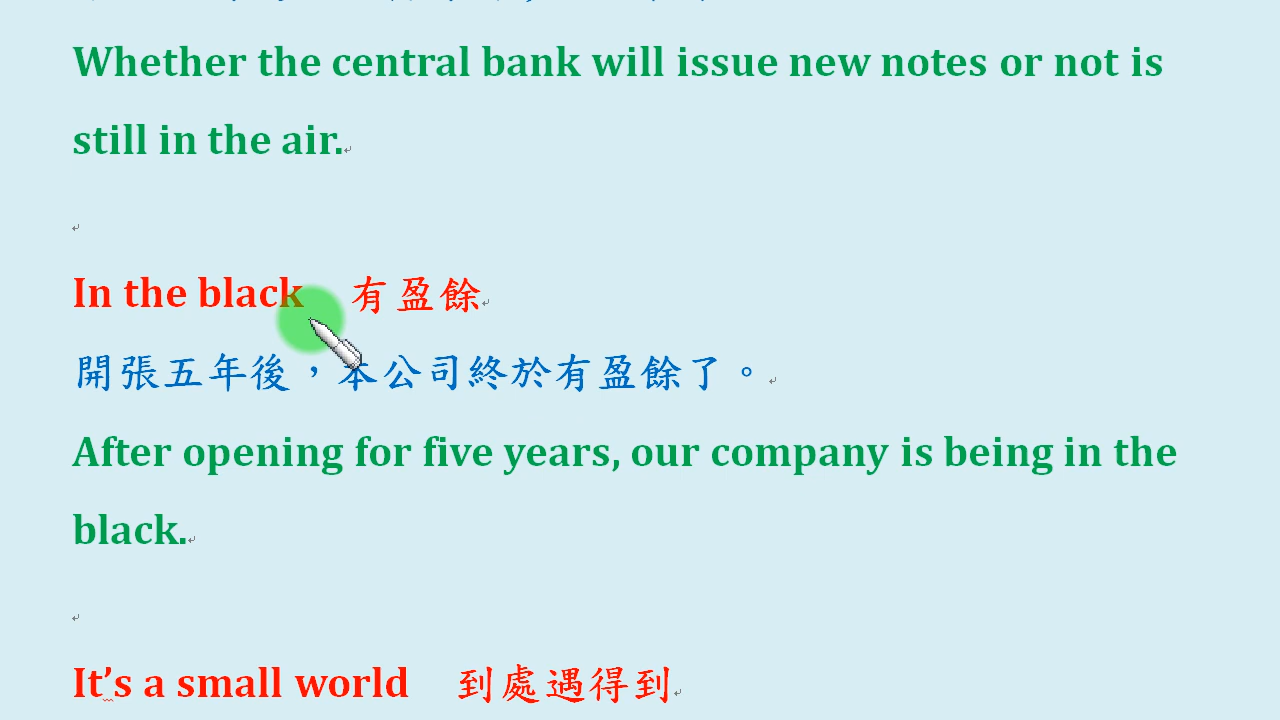 Whether the central bank will issue new notes or not is
still in the air.
In the black 有盈餘
開張五年後，本公司終於有盈餘了。
After opening for five years, our company is being in the
black.
It’s a small world 到處遇得到